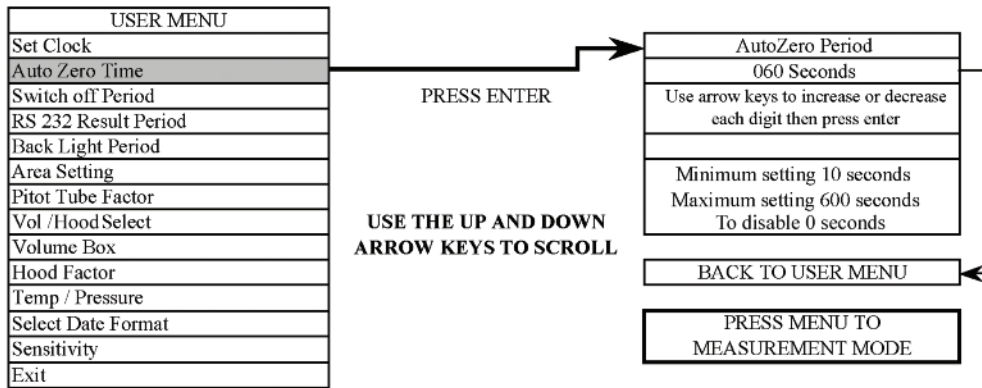 USER MENU
Set Clock
Auto Zero Time
Switch off Period
RS 232 Result Period
Back Light Period
Area Setting
Pitot Tube Factor
Vol /Hood Select
Volume Box
Hood Factor
Temp / Pressure
Select Date Format
Sensitivity
Exit
PRESS ENTER
USE THE UP AND DOWN
ARROW KEYS TO SCROLL
AutoZero Period
060 Seconds
Use arrow keys to increase or decrease
each digit then press enter
Minimum setting 10 seconds
Maximum setting 600 seconds
To disable 0 seconds
BACK TO USER MENU
PRESS MENU TO
MEASUREMENT MODE